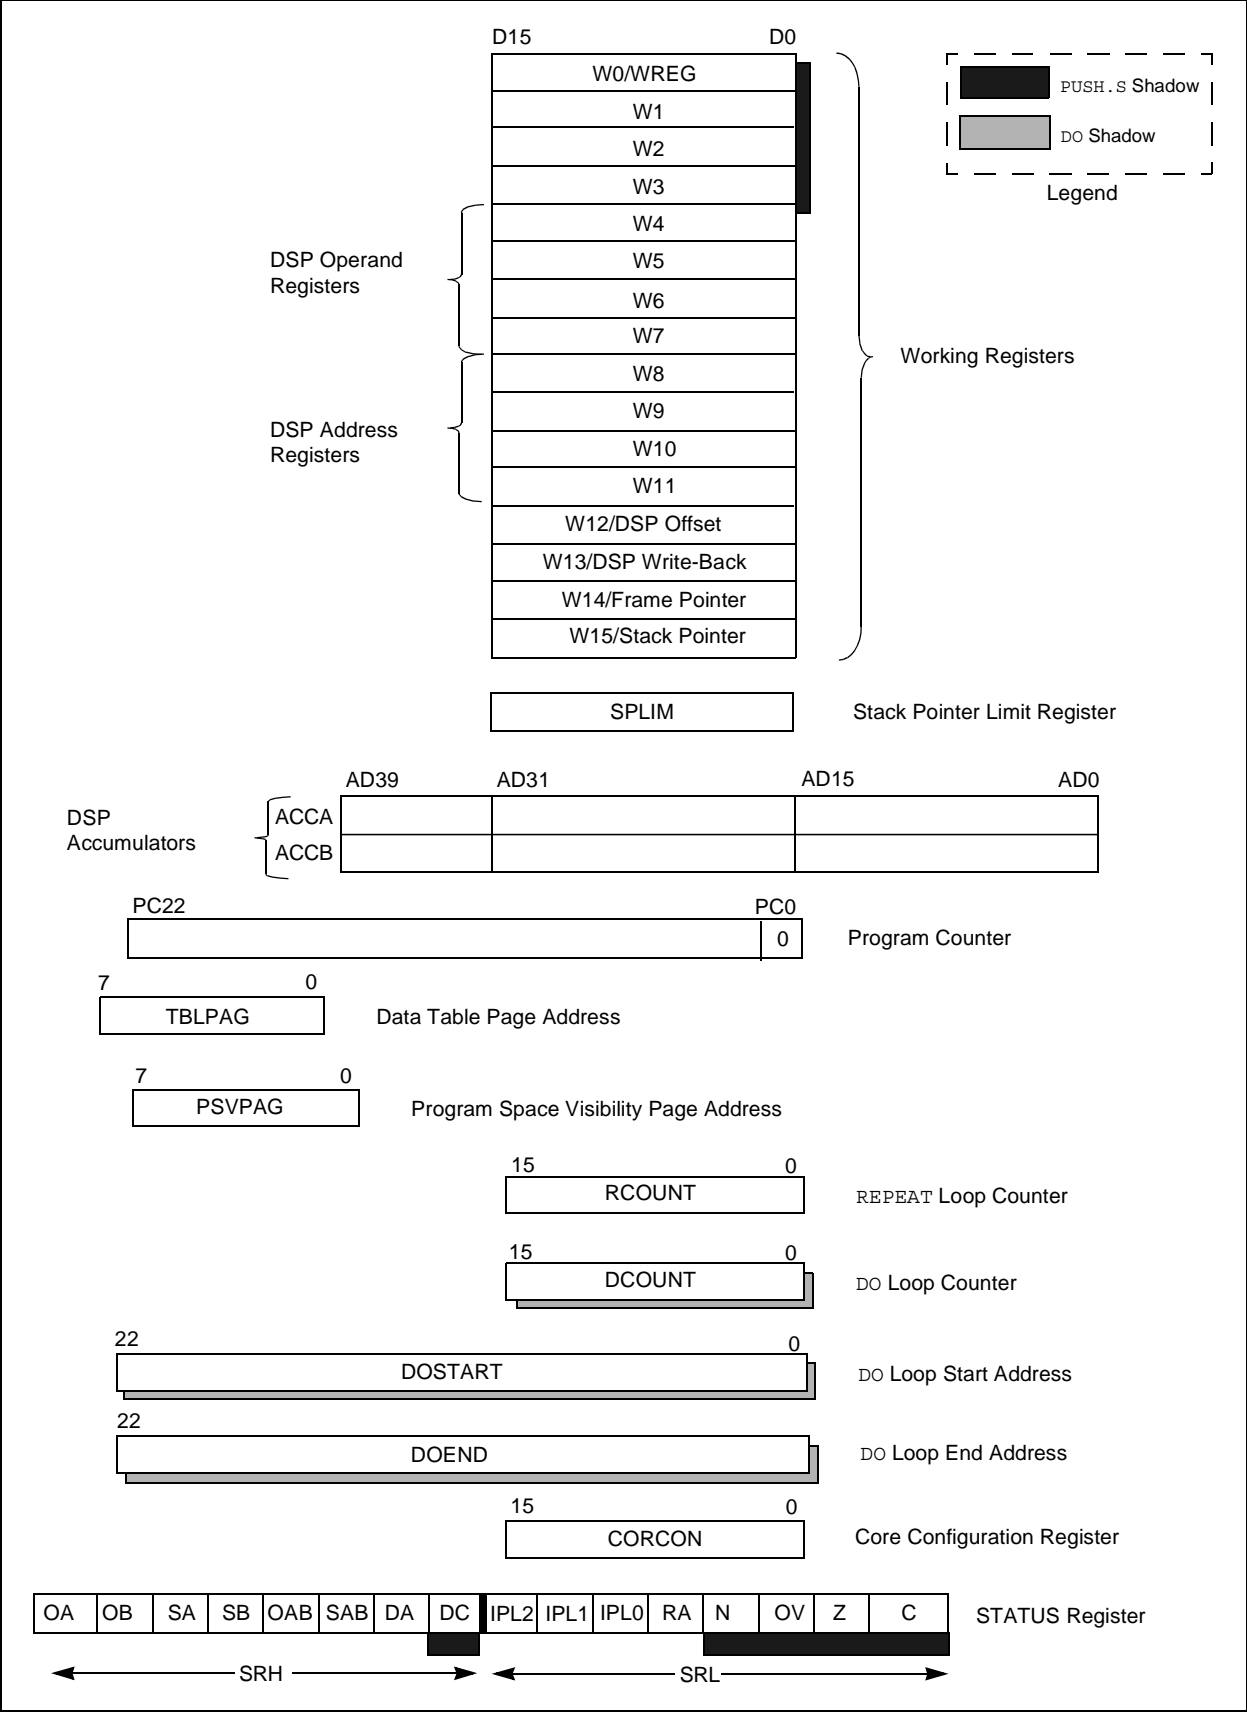 D15 D0
W0/WREG
W1
W2
W3
W4
W5
W6
W7
W8
W9
W10
W11
W12/DSP Offset
W13/DSP Write-Back
W14/Frame Pointer
W15/Stack Pointer
PUSH.S Shadow
DO Shadow
Legend
DSP Operand
Registers
DSP Address
Registers
Working Registers
SPLIM Stack Pointer Limit Register
AD39 AD31 AD15 AD0
DSP
Accumulators
ACCA
ACCB
PC22 PC0
0 Program Counter
7 0
TBLPAG Data Table Page Address
7 0
PSVPAG Program Space Visibility Page Address
15 0
RCOUNT REPEAT Loop Counter
15 0
DCOUNT DO Loop Counter
22 0
DOSTART DO Loop Start Address
22
DOEND DO Loop End Address
15 0
CORCON Core Configuration Register
OA OB SA SB OAB SAB DA DC IPL2 IPL1 IPL0 RA N OV Z C STATUS Register
SRH SRL